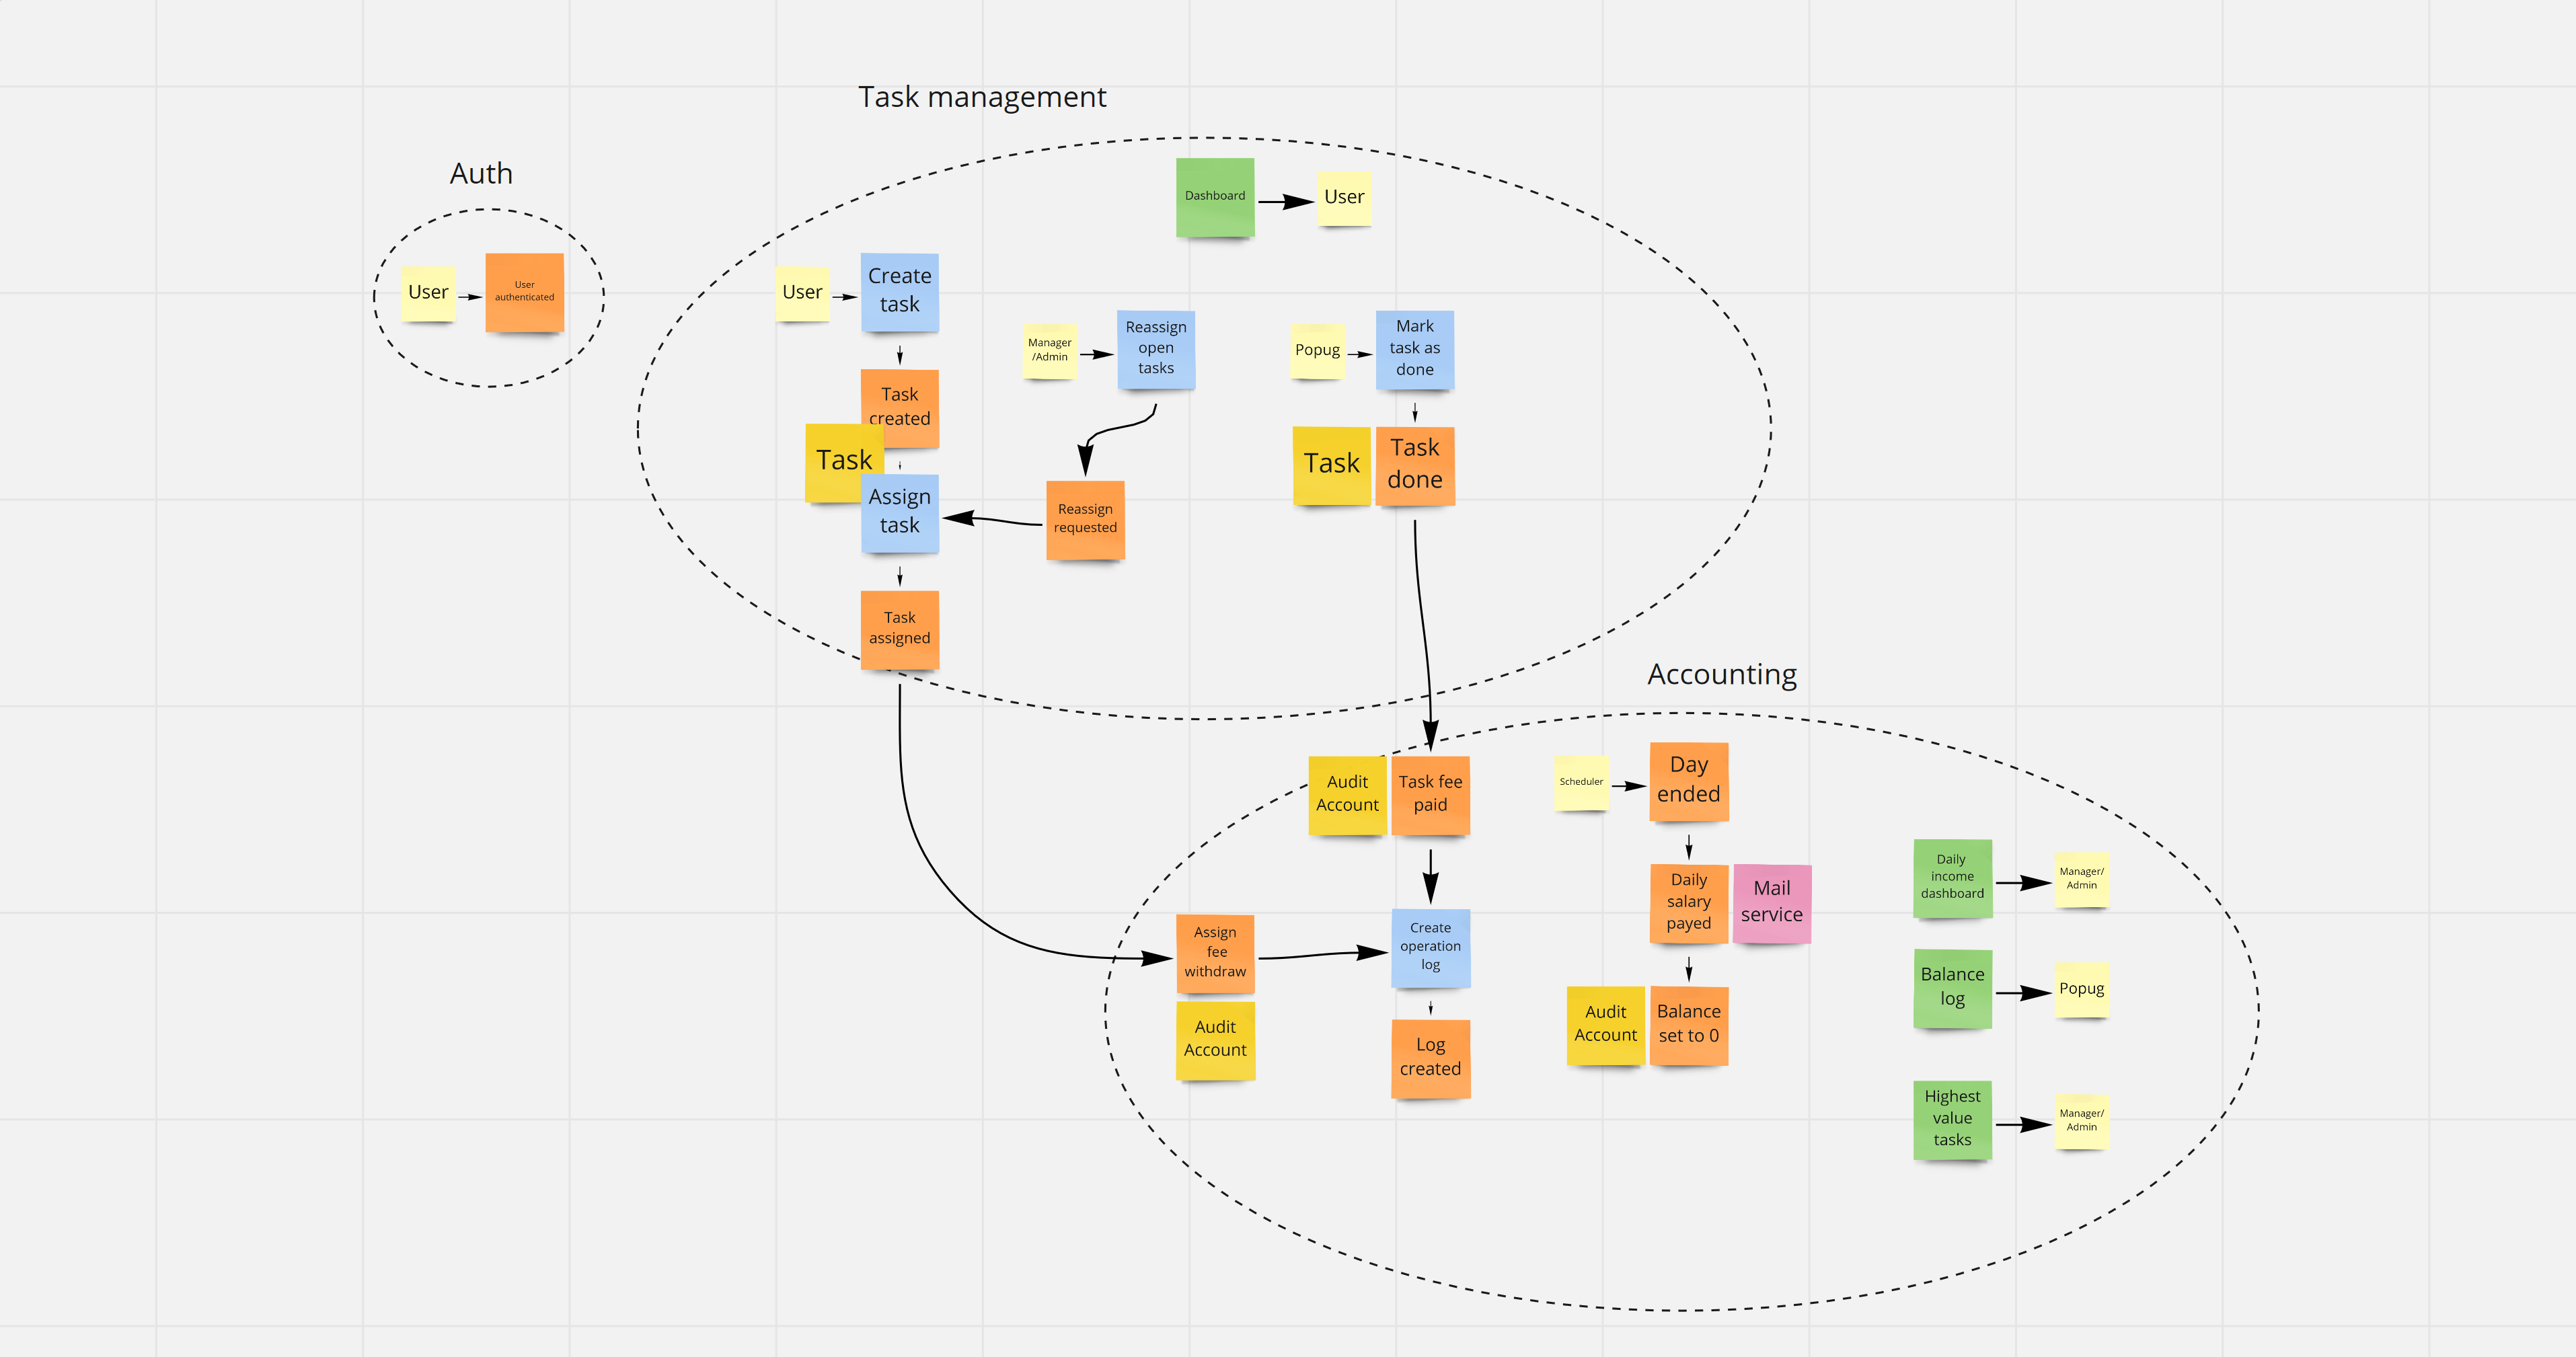 Task management
Auth
Dashboard
User
User
User
authenticated
User
Create
task
Manager
/Admin
Reassign
open
tasks
Popug
Mark
task as
done
Task
created
Task
Assign
task
Reassign
requested
Task
Task
done
Task
assigned
Accounting
Audit
Account
Task fee
paid
Scheduler
Day
ended
Daily
salary
payed
Mail
service
Daily
income
dashboard
Manager/
Admin
Assign
fee
withdraw
Create
operation
log
Balance
log
Popug
Audit
Account
Log
created
Audit
Account
Balance
set to 0
Highest
value
tasks
Manager/
Admin